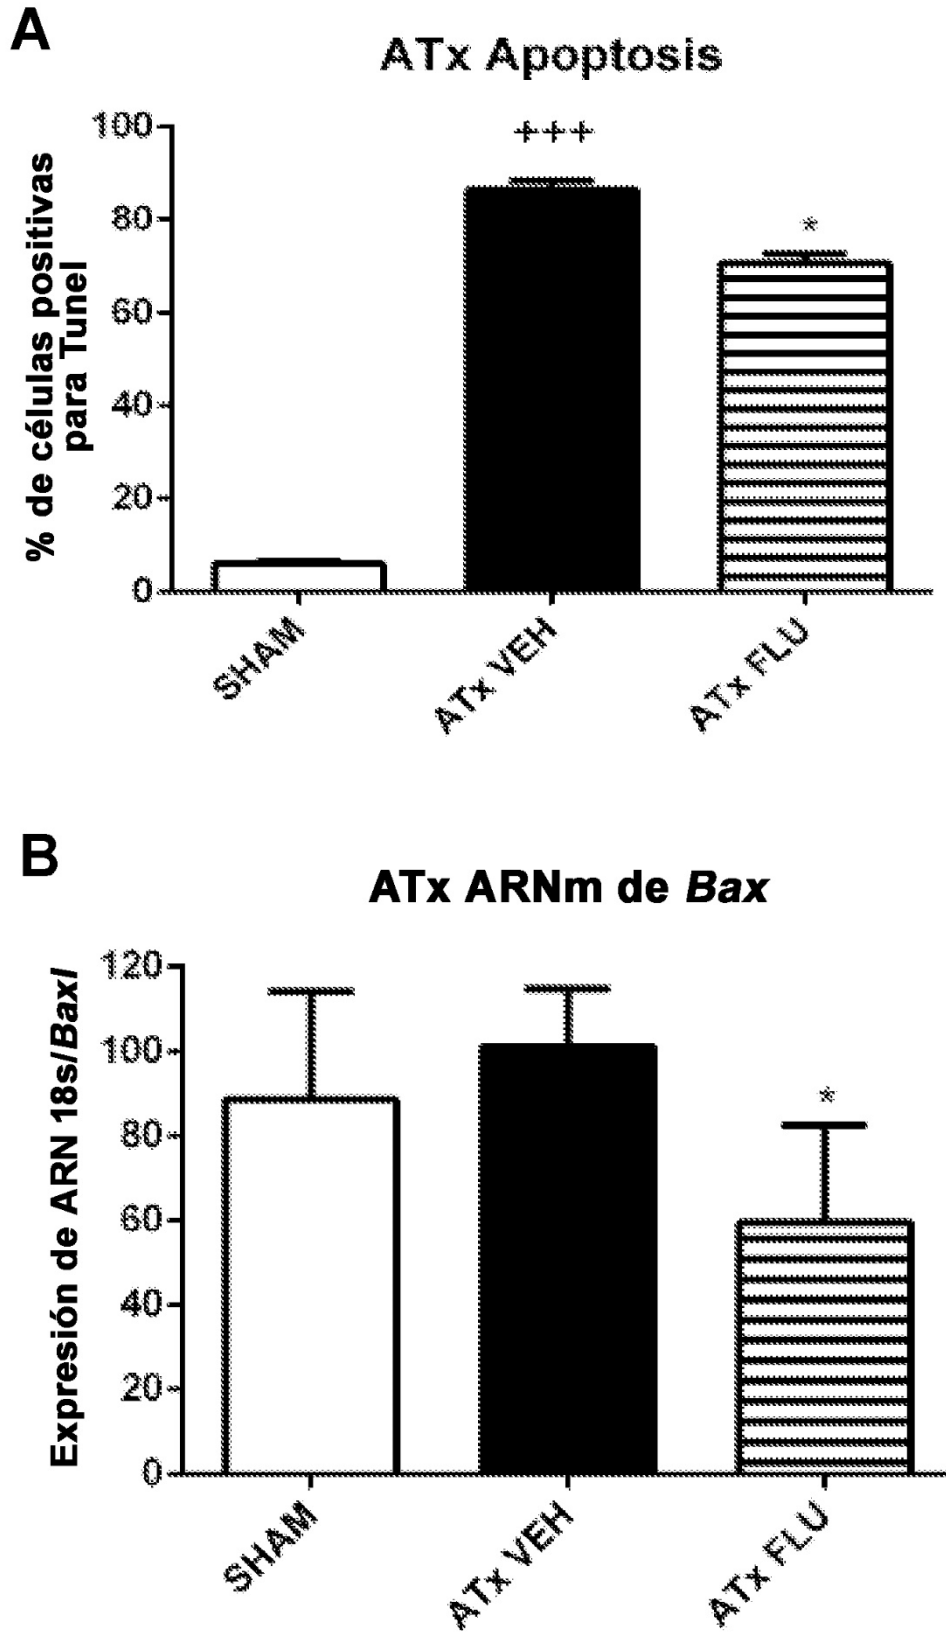 A
ATx Apoptosis
% de células positivas
para Tunel
100
80
60
40
20
0
+++
*
SHAM
ATx VEH
ATx FLU
B
ATx ARNm de Bax
Expresión de ARN 18s/Bax/
120
100
80
60
40
20
0
*
SHAM
ATx VEH
ATx FLU